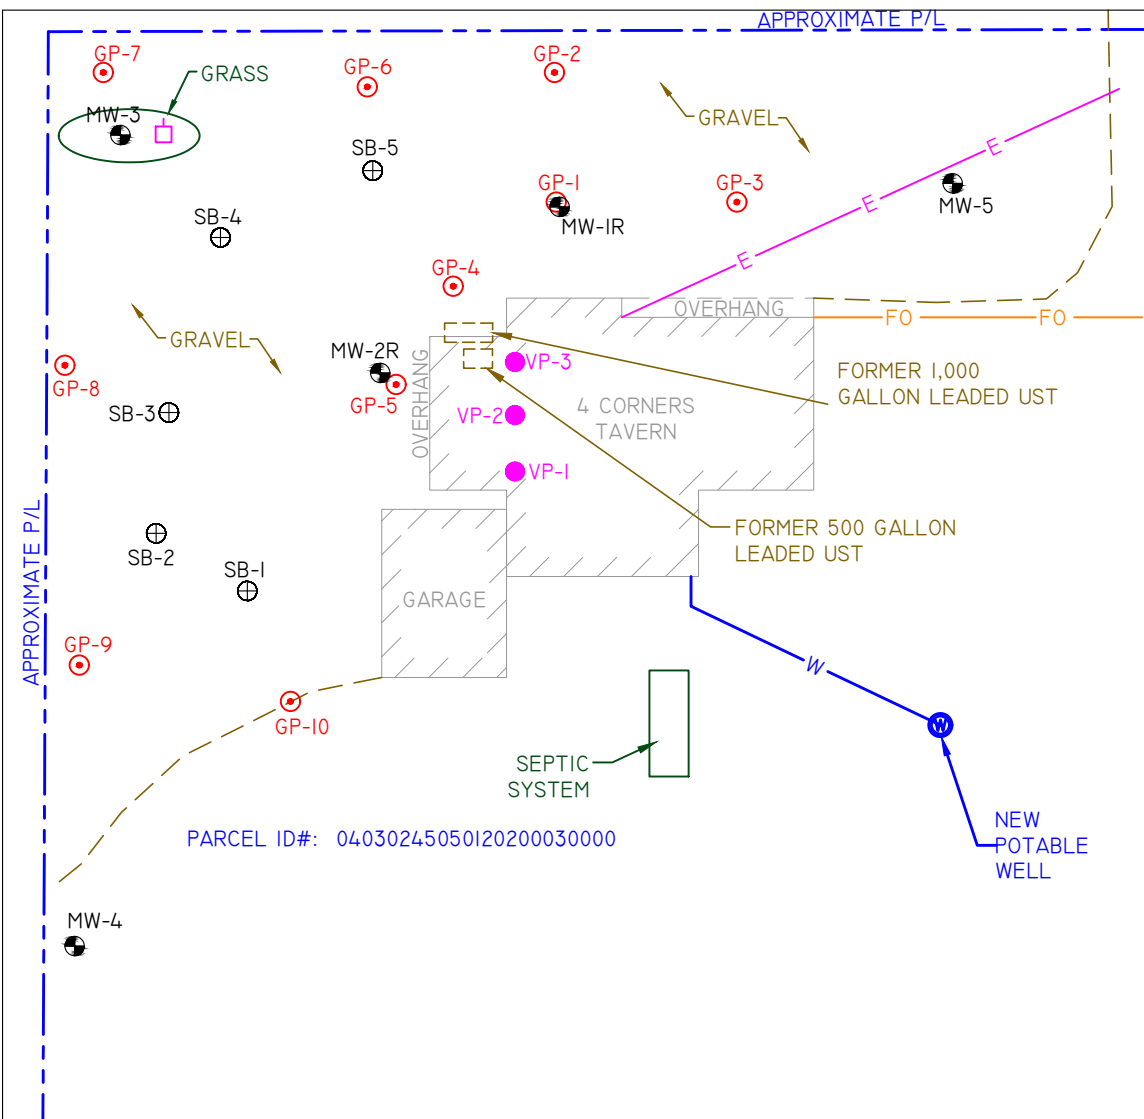 APPROXIMATE P/L
GP-7
GRASS
GP-6
GP-2
MW-3
GRAVEL
SB-5
E
GP-1
GP-3
MW-5
E
SB-4
MW-1R
E
GP-4
OVERHANG
FO
FO
GRAVEL
MW-2R
OVERHANG
VP-3
FORMER 1,000
GALLON LEADED UST
GP-8
GP-5
SB-3
VP-2
4 CORNERS
TAVERN
VP-1
APPROXIMATE P/L
FORMER 500 GALLON
LEADED UST
SB-2
SB-1
GARAGE
GP-9
W
GP-10
W
SEPTIC
SYSTEM
NEW
POTABLE
WELL
PARCEL ID#: 04030245050120200030000
MW-4